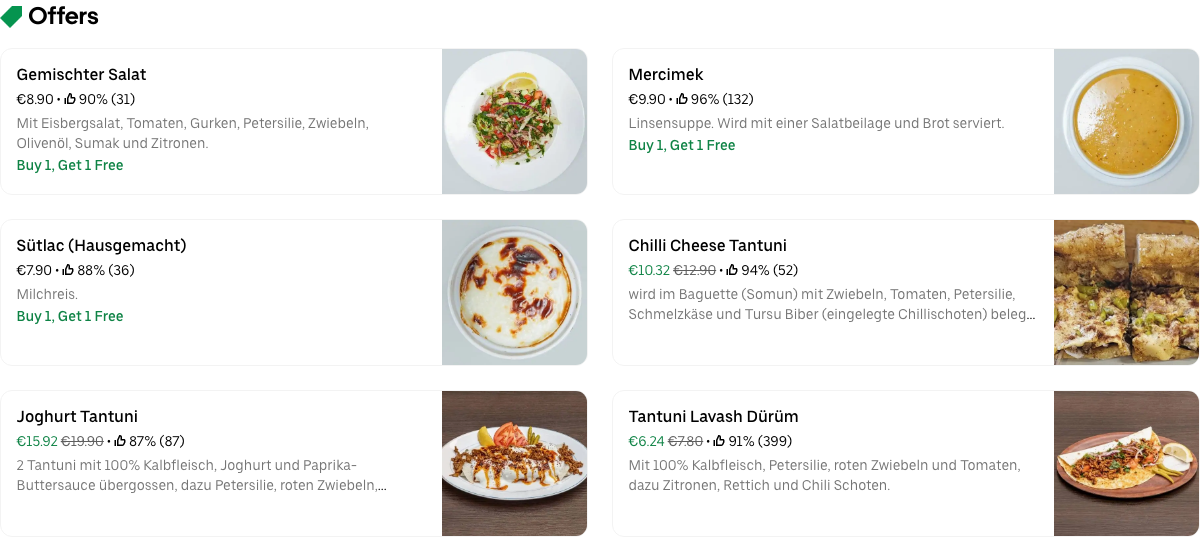 Offers
Gemischter Salat
€8.90 • 90% (31)
Mit Eisbergsalat, Tomaten, Gurken, Petersilie, Zwiebeln,
Olivenöl, Sumak und Zitronen.
Buy 1, Get 1 Free
Mercimek
€9.90 • 96% (132)
Linsensuppe. Wird mit einer Salatbeilage und Brot serviert.
Buy 1, Get 1 Free
Sütlac (Hausgemacht)
€7.90 • 88% (36)
Milchreis.
Buy 1, Get 1 Free
Chilli Cheese Tantuni
€10.32 €12.90 • 94% (52)
wird im Baguette (Somun) mit Zwiebeln, Tomaten, Petersilie,
Schmelzkäse und Tursu Biber (eingelegte Chillischoten) beleg...
Joghurt Tantuni
€15.92 €19.90 • 87% (87)
2 Tantuni mit 100% Kalbfleisch, Joghurt und Paprika-
Buttersauce übergossen, dazu Petersilie, roten Zwiebeln,...
Tantuni Lavash Dürüm
€6.24 €7.80 • 91% (399)
Mit 100% Kalbfleisch, Petersilie, roten Zwiebeln und Tomaten,
dazu Zitronen, Rettich und Chili Schoten.